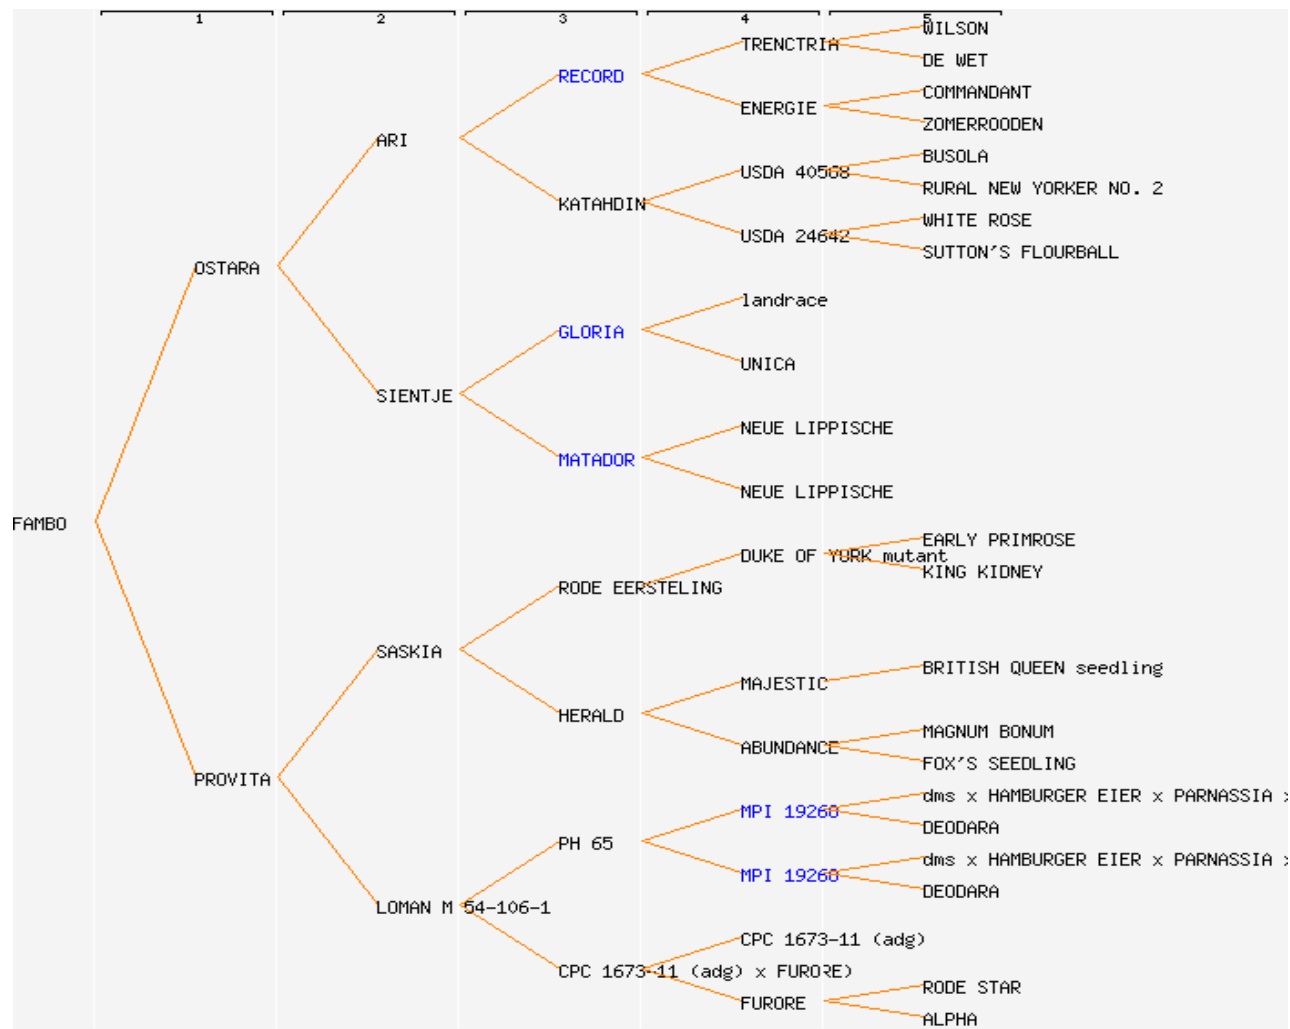 1 2 3 4 5
WILSON
TRENCTRIA
DE WET
RECORD
COMMANDANT
ENERGIE
ZOMERROODEN
ARI
BUSOLA
USDA 40568
RURAL NEW YORKER NO. 2
KATAHDIN
WHITE ROSE
USDA 24642
SUTTON'S FLOURBALL
OSTARA
landrace
GLORIA
UNICA
SIENTJE
NEUE LIPPISCHE
MATADOR
NEUE LIPPISCHE
FAMBO
EARLY PRIMROSE
DUKE OF YORK mutant
KING KIDNEY
RODE EERSTELING
SASKIA
BRITISH QUEEN seedling
MAJESTIC
HERALD
MAGNUM BONUM
ABUNDANCE
FOX'S SEEDLING
PROVITA
dms x HAMBURGER EIER x PARNASSIA x
MPI 19268
DEODARA
PH 65
dms x HAMBURGER EIER x PARNASSIA x
MPI 19268
DEODARA
LOMAN M 54-106-1
CPC 1673-11 (adg)
CPC 1673-11 (adg) x FURORE)
RODE STAR
FURORE
ALPHA